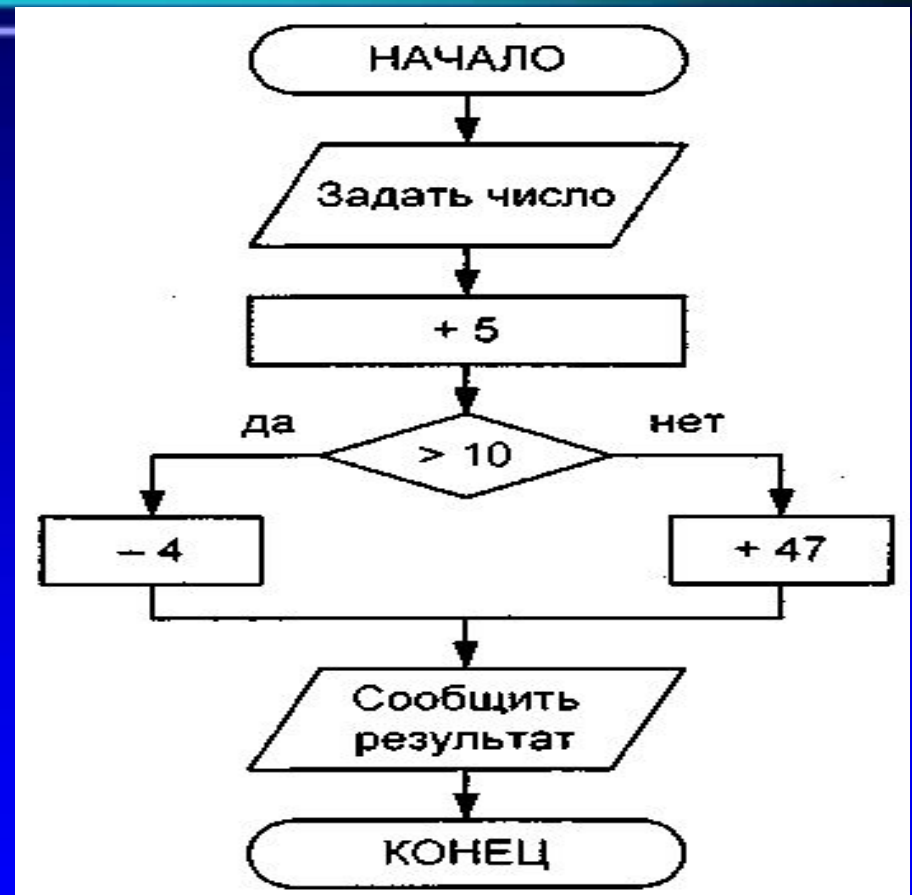 НАЧАЛО
Задать число
+ 5
да
нет
> 10
– 4
+ 47
Сообщить
результат
КОНЕЦ